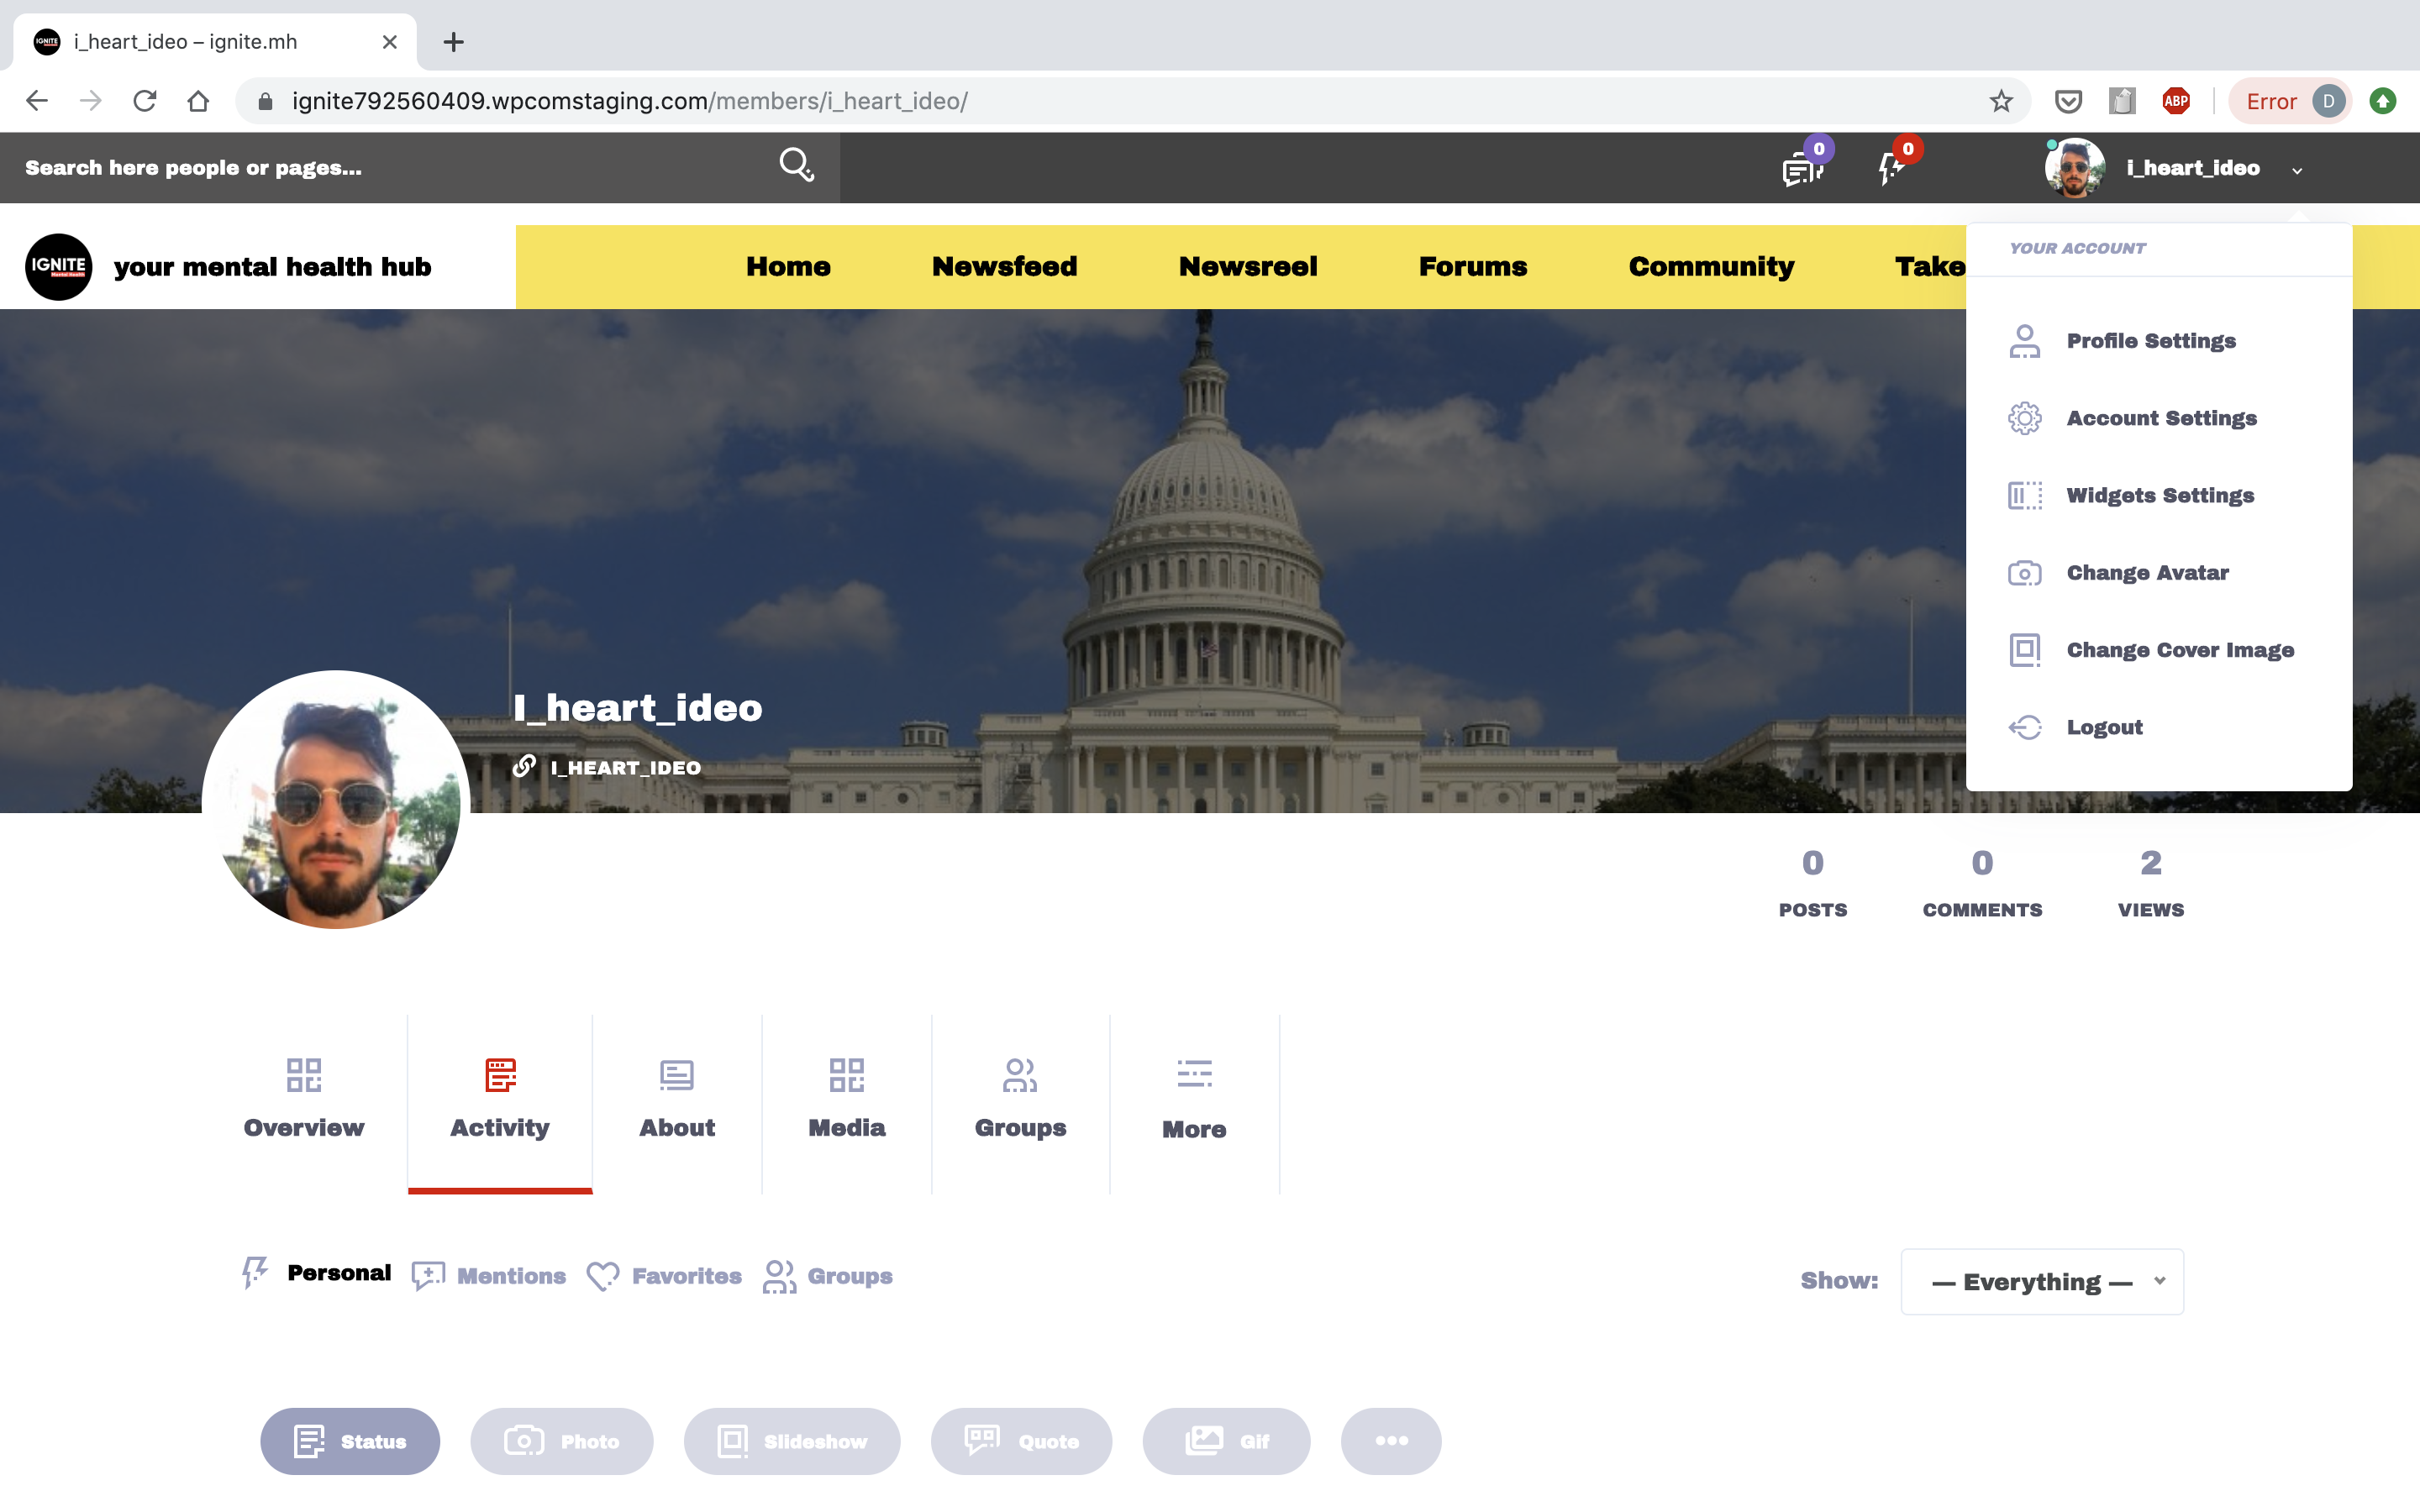 i_heart_ideo – ignite.mh
ignite792560409.wpcomstaging.com/members/i_heart_ideo/
ABP
Error
D
Search here people or pages...
0
0
i_heart_ideo
IGNITE
Mental Health
your mental health hub
Home
Newsfeed
Newsreel
Forums
Community
Take
YOUR ACCOUNT
Profile Settings
Account Settings
Widgets Settings
Change Avatar
Change Cover Image
Logout
I_heart_ideo
I_HEART_IDEO
0
POSTS
0
COMMENTS
2
VIEWS
Overview
Activity
About
Media
Groups
More
Personal
Mentions
Favorites
Groups
Show:
— Everything —
Status
Photo
Slideshow
Quote
Gif